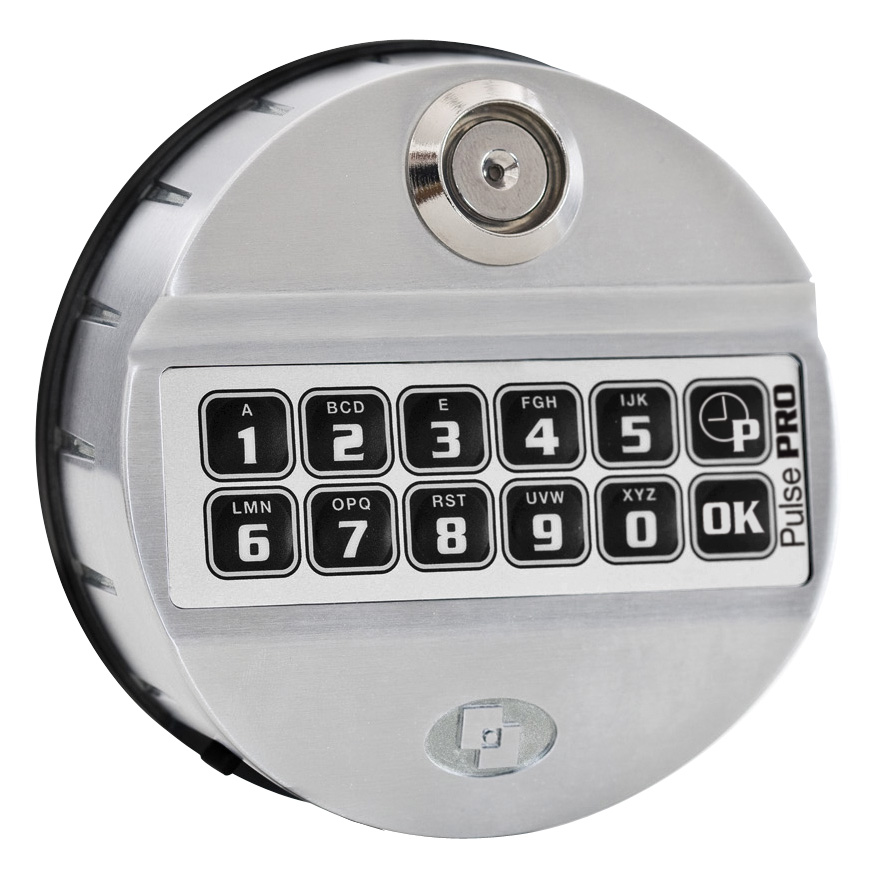 A BCD E FGH IJK
1 2 3 4 5 P
LMN OPQ RST UVW XYZ
6 7 8 9 0 OK
Pulse PRO